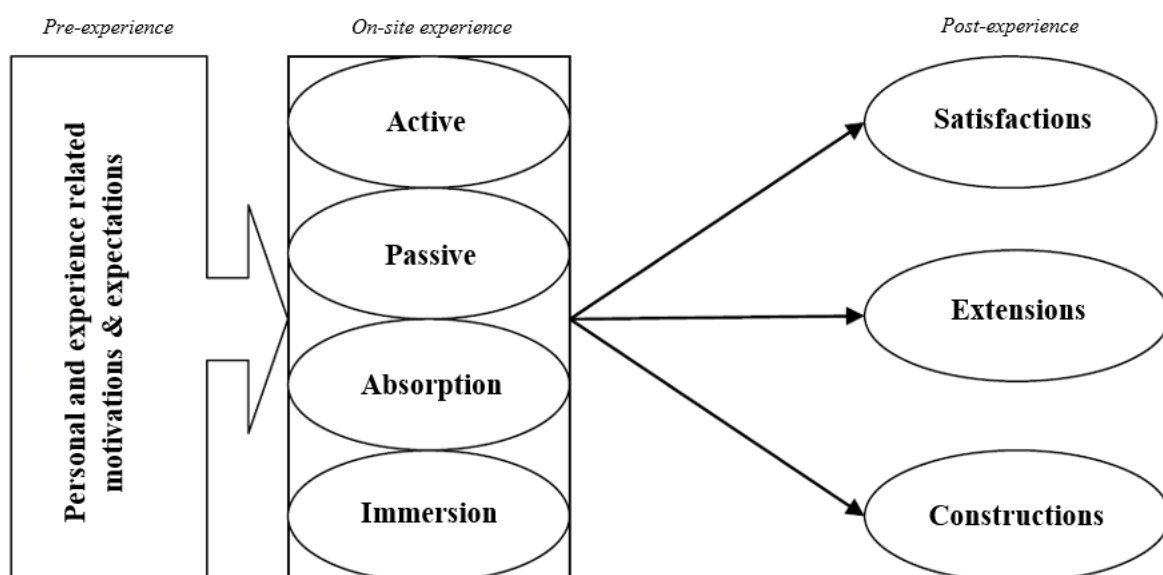 Pre-experience
On-site experience
Post-experience
Personal and experience related
motivations & expectations
Active
Passive
Absorption
Immersion
Satisfactions
Extensions
Constructions